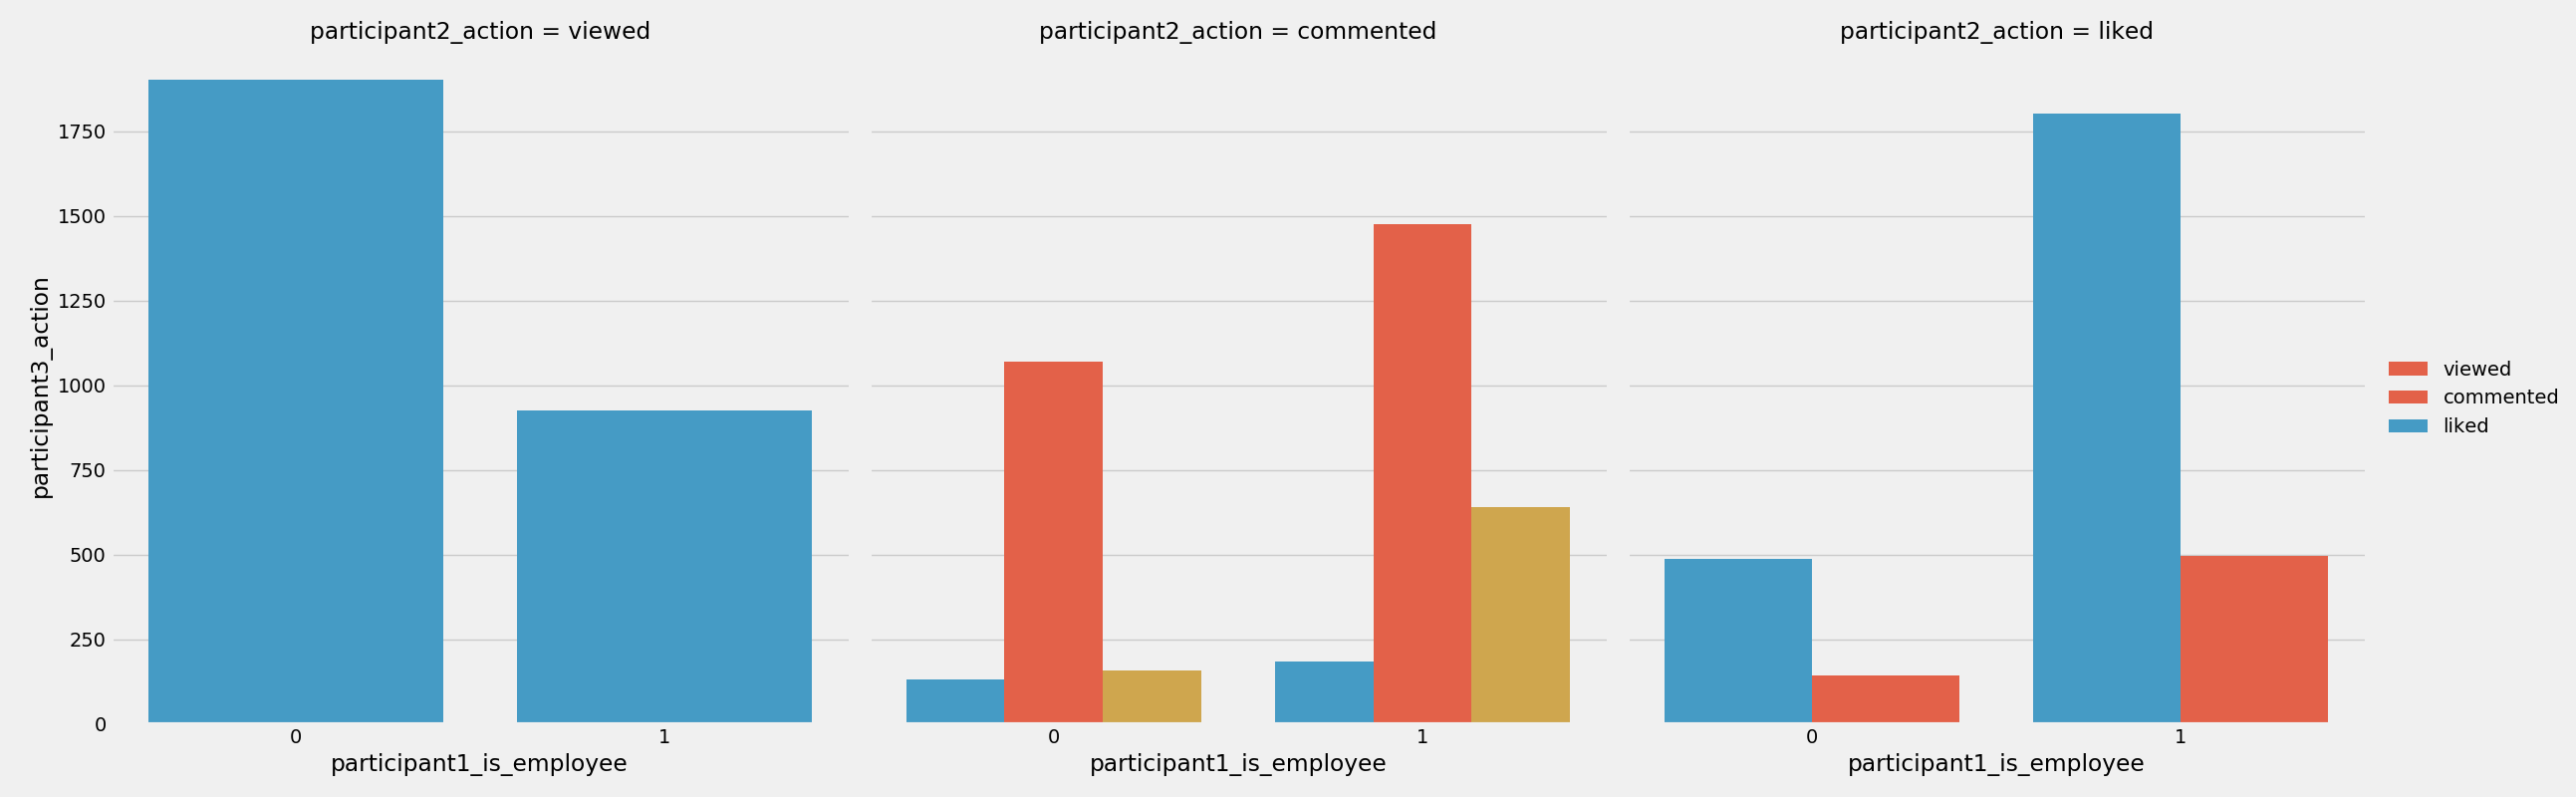 participant2_action = viewed
participant2_action = commented
participant2_action = liked
participant3_action
1750
1500
1250
1000
750
500
250
0
0
1
participant1_is_employee
0
1
participant1_is_employee
0
1
participant1_is_employee
viewed
commented
liked